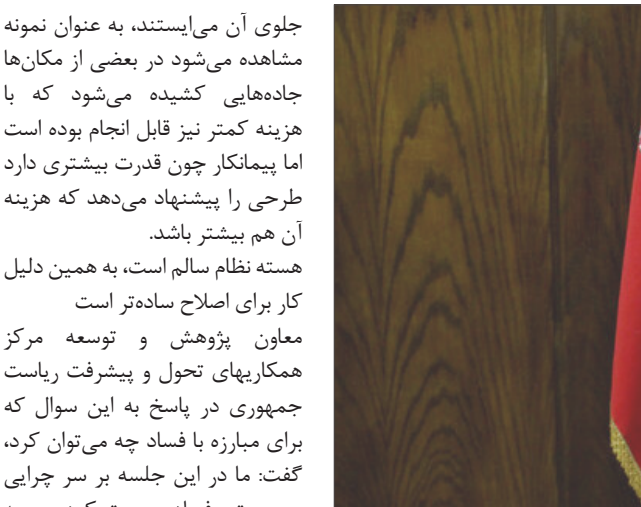 جلوی آن می‌ایستند، به عنوان نمونه
مشاهده می‌شود در بعضی از مکان‌ها
جاده‌هایی کشیده می‌شود که با
هزینه کمتر نیز قابل انجام بوده است
اما پیمانکار چون قدرت بیشتری دارد
طرحی را پیشنهاد می‌دهد که هزینه
آن هم بیشتر باشد.
هسته نظام سالم است، به همین دلیل
کار برای اصلاح ساده‌تر است
معاون پژوهش و توسعه مرکز
همکاریهای تحول و پیشرفت ریاست
جمهوری در پاسخ به این سوال که
برای مبارزه با فساد چه می‌توان کرد،
گفت: ما در این جلسه بر سر چرایی